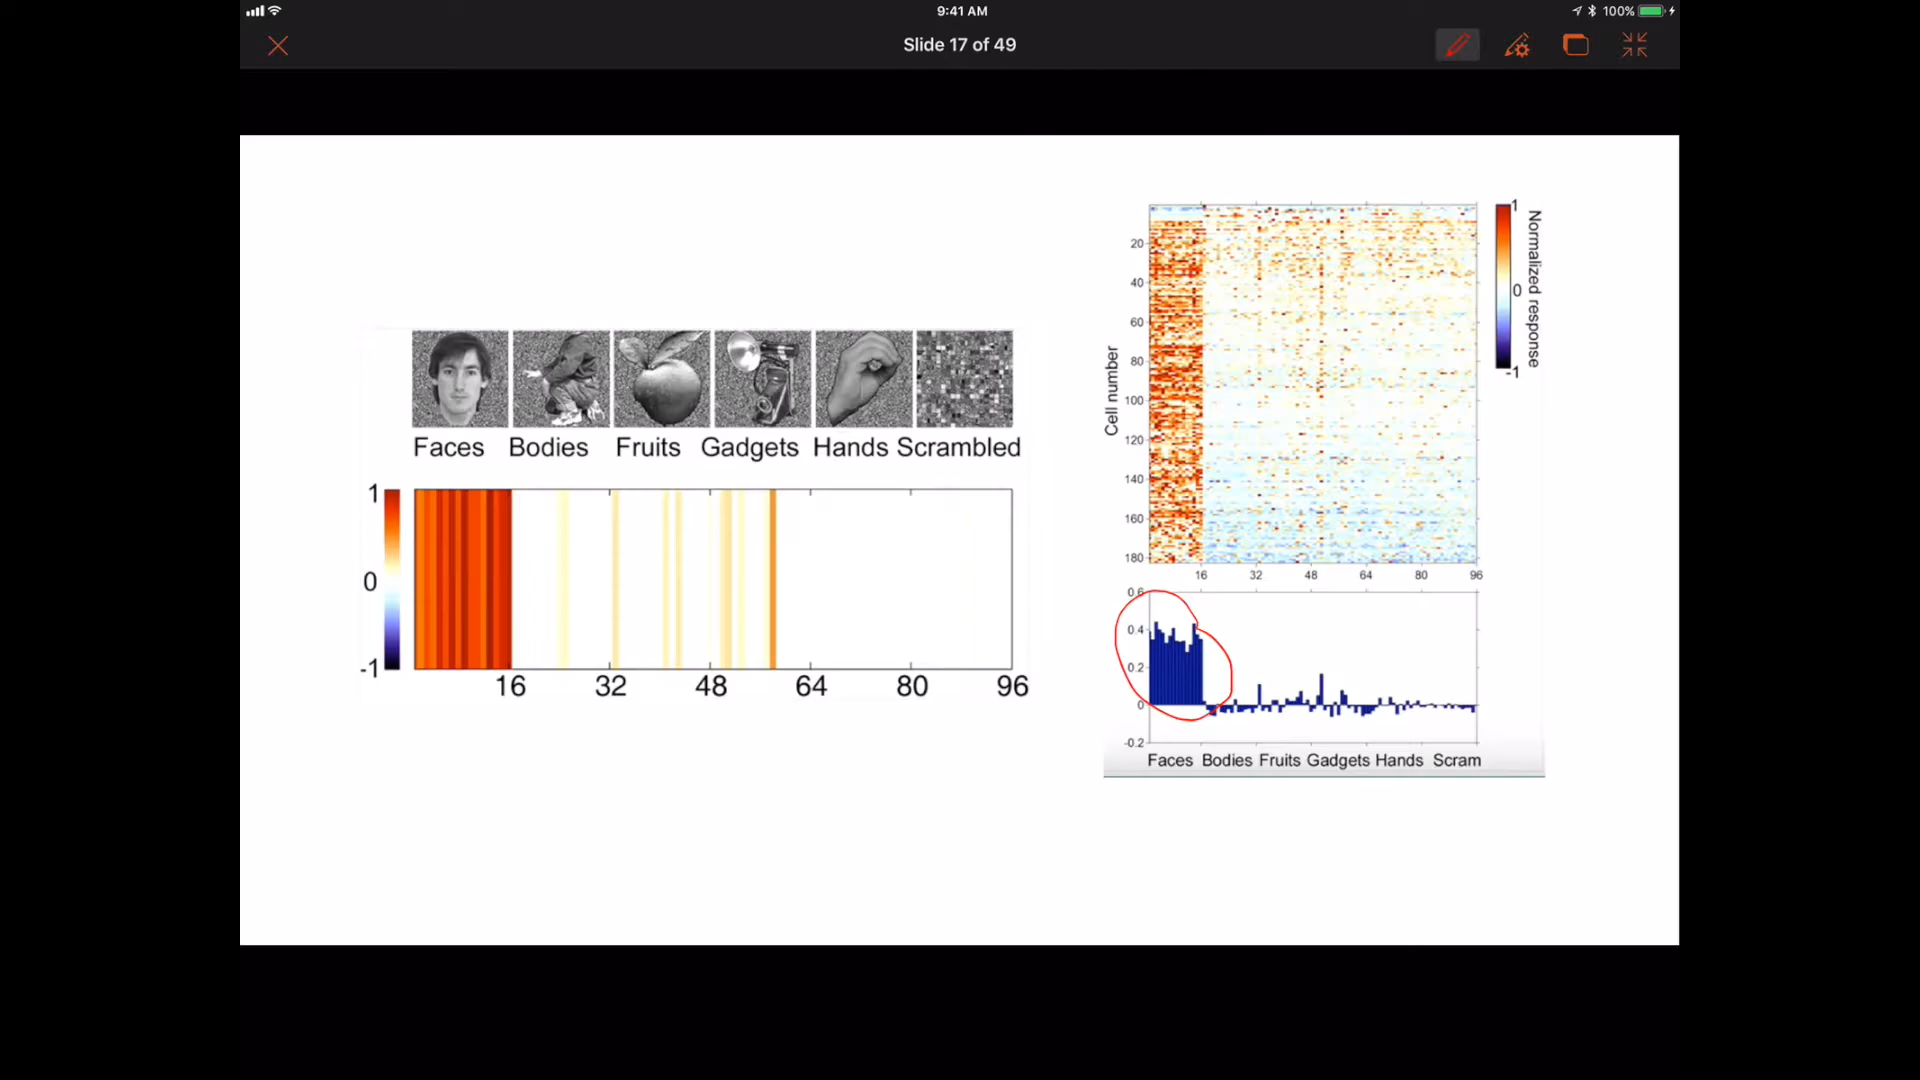 9:41 AM
100%
Slide 17 of 49
Faces Bodies Fruits Gadgets Hands Scrambled
1
0
-1
16 32 48 64 80 96
Cell number
20
40
60
80
100
120
140
160
180
16 32 48 64 80 96
1
0
-1
Normalized response
0.6
0.4
0.2
0
-0.2
Faces Bodies Fruits Gadgets Hands Scram